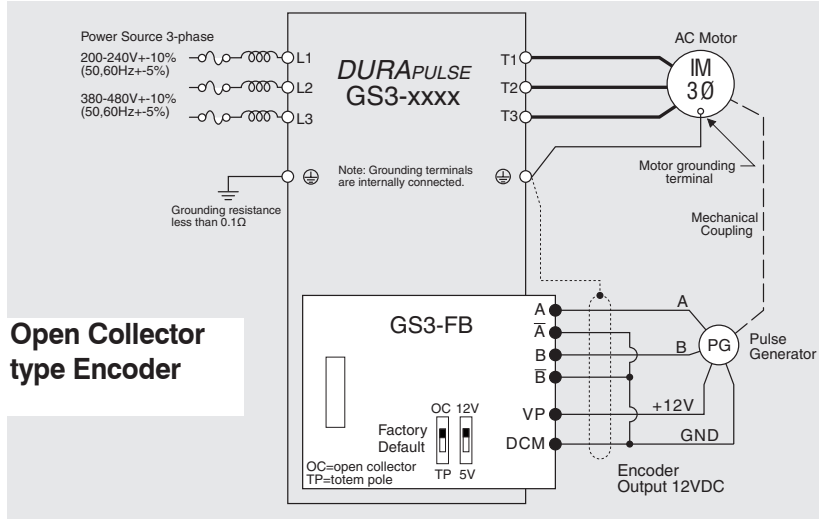 Power Source 3-phase
200-240V+-10%
(50,60Hz+-5%)
380-480V+-10%
(50,60Hz+-5%)
L1
L2
L3
DURAPULSE
GS3-xxxx
T1
T2
T3
AC Motor
IM
3Ø
Note: Grounding terminals
are internally connected.
Grounding resistance
less than 0.1Ω
Motor grounding
terminal
Mechanical
Coupling
Open Collector
type Encoder
GS3-FB
A
A̅
B
B̅
VP
DCM
A
B
+12V
GND
PG
Pulse
Generator
OC 12V
Factory
Default
TP 5V
OC=open collector
TP=totem pole
Encoder
Output 12VDC